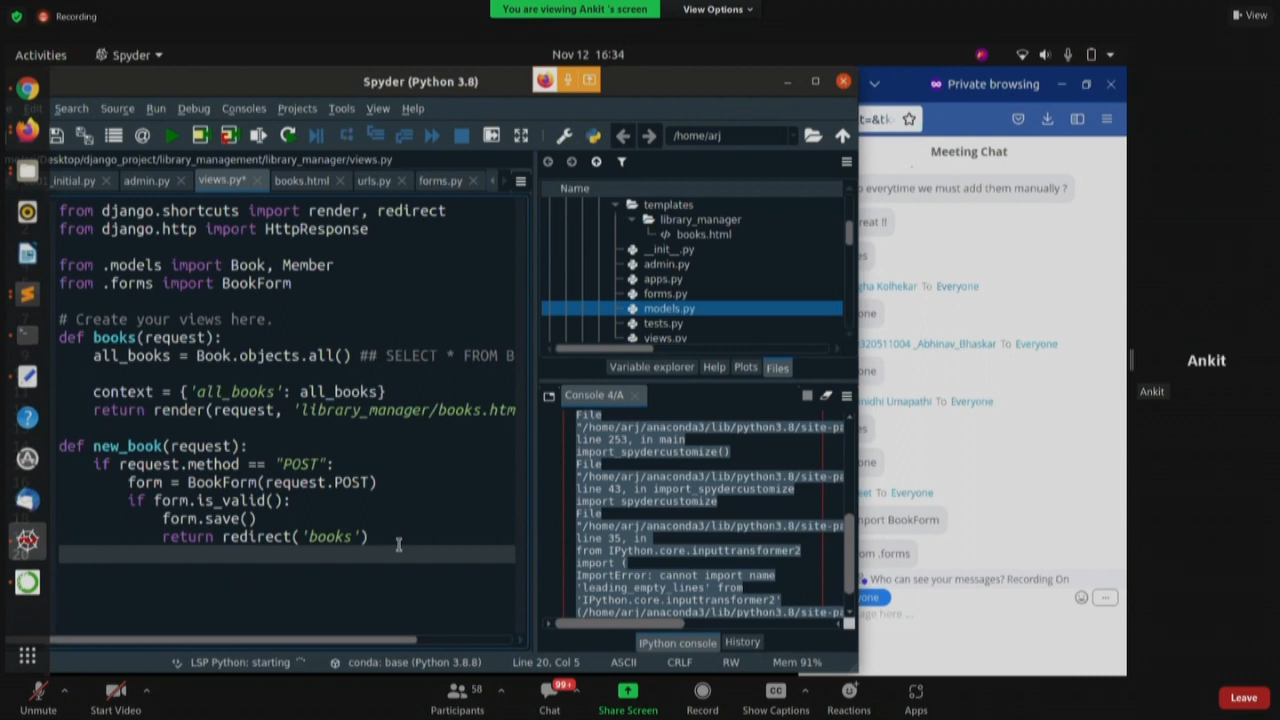 Recording
You are viewing Ankit 's screen
View Options
View
Activities
Spyder
Nov 12 16:34
Spyder (Python 3.8)
Private browsing
Edit
Search
Source
Run
Debug
Consoles
Projects
Tools
View
Help
/home/arj
t=&tk
Desktop/django_project/library_management/library_manager/views.py
_initial.py
admin.py
views.py*
books.html
urls.py
forms.py
from django.shortcuts import render, redirect
from django.http import HttpResponse
from .models import Book, Member
from .forms import BookForm
# Create your views here.
def books(request):
all_books = Book.objects.all() ## SELECT * FROM B
context = {'all_books': all_books}
return render(request, 'library_manager/books.htm
def new_book(request):
if request.method == "POST":
form = BookForm(request.POST)
if form.is_valid():
form.save()
return redirect('books')
Name
templates
library_manager
books.html
__init__.py
admin.py
apps.py
forms.py
models.py
tests.py
views.py
Variable explorer
Help
Plots
Files
Console 4/A
File
"/home/arj/anaconda3/lib/python3.8/site-pa
line 253, in main
import_spydercustomize()
File
"/home/arj/anaconda3/lib/python3.8/site-pa
line 43, in import_spydercustomize
import spydercustomize
File
"/home/arj/anaconda3/lib/python3.8/site-pa
line 35, in
from IPython.core.inputtransformer2
import (
ImportError: cannot import name
'leading_empty_lines' from
'IPython.core.inputtransformer2'
(/home/arj/anaconda3/lib/python3.8/site-pa
IPython console
History
LSP Python: starting
conda: base (Python 3.8.8)
Line 20, Col 5
ASCII
CRLF
RW
Mem 91%
Meeting Chat
o everytime we must add them manually ?
reat !!
es
gha Kolhekar To Everyone
one
320511004 _Abhinav_Bhaskar To Everyone
one
nidhi Umapathi To Everyone
es
one
eet To Everyone
mport BookForm
om .forms
Who can see your messages? Recording On
yone
age here ...
Ankit
Ankit
Unmute
Start Video
58
Participants
99+
Chat
Share Screen
Record
CC
Show Captions
Reactions
Apps
Leave